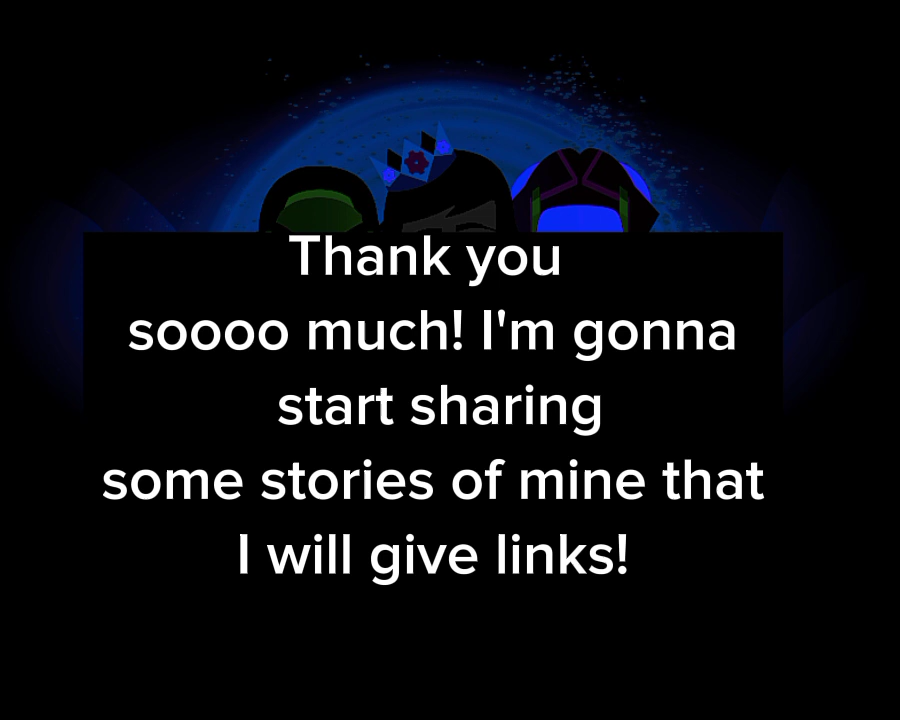 Thank you
soooo much! I'm gonna
start sharing
some stories of mine that
I will give links!